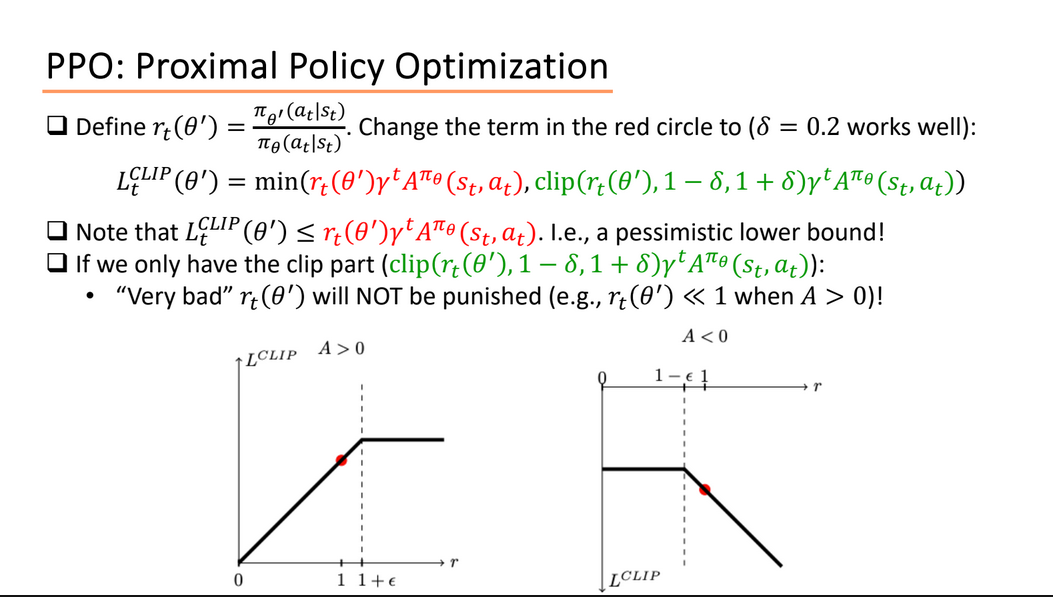 PPO: Proximal Policy Optimization
❑ Define r_t(θ′) = π_θ′(a_t|s_t) / π_θ(a_t|s_t). Change the term in the red circle to (δ = 0.2 works well):
L_t^CLIP(θ′) = min(r_t(θ′)γ^t A^π_θ(s_t, a_t), clip(r_t(θ′), 1 − δ, 1 + δ)γ^t A^π_θ(s_t, a_t))
❑ Note that L_t^CLIP(θ′) ≤ r_t(θ′)γ^t A^π_θ(s_t, a_t). I.e., a pessimistic lower bound!
❑ If we only have the clip part (clip(r_t(θ′), 1 − δ, 1 + δ)γ^t A^π_θ(s_t, a_t)):
• “Very bad” r_t(θ′) will NOT be punished (e.g., r_t(θ′) ≪ 1 when A > 0)!
L^CLIP A > 0
r
0 1 1 + ϵ
A < 0
0 1 − ϵ 1
r
L^CLIP